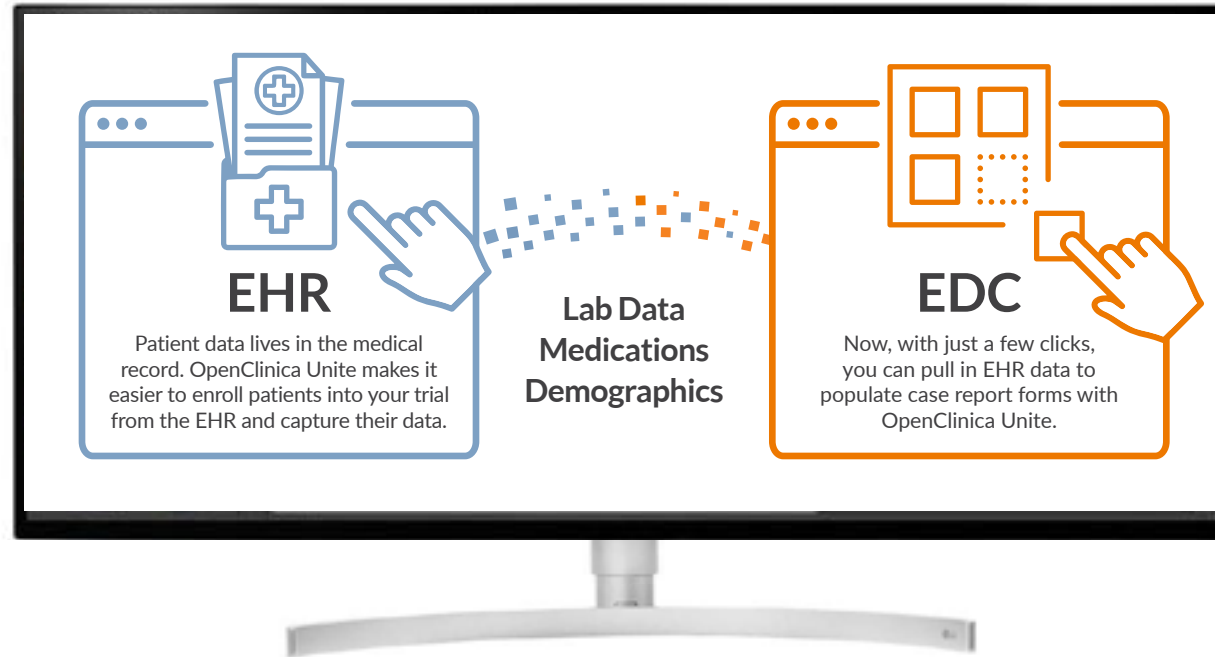 EHR
Patient data lives in the medical
record. OpenClinica Unite makes it
easier to enroll patients into your trial
from the EHR and capture their data.
Lab Data
Medications
Demographics
EDC
Now, with just a few clicks,
you can pull in EHR data to
populate case report forms with
OpenClinica Unite.